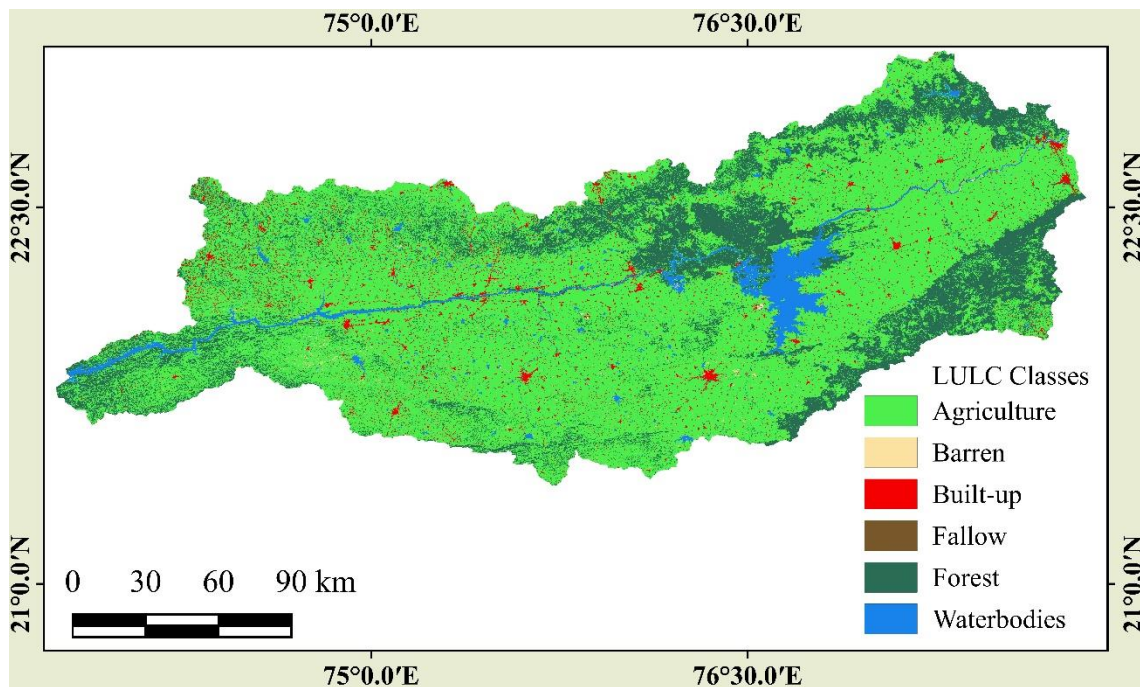 75°0.0′E 76°30.0′E
22°30.0′N
22°30.0′N
LULC Classes
Agriculture
Barren
Built-up
Fallow
Forest
Waterbodies
0 30 60 90 km
21°0.0′N
21°0.0′N
75°0.0′E 76°30.0′E